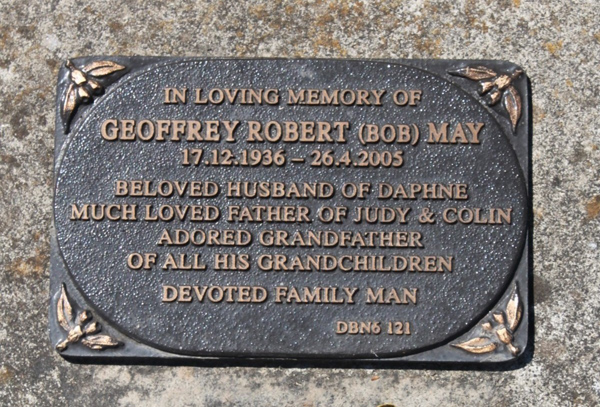 IN LOVING MEMORY OF
GEOFFREY ROBERT (BOB) MAY
17.12.1936 – 26.4.2005
BELOVED HUSBAND OF DAPHNE
MUCH LOVED FATHER OF JUDY & COLIN
ADORED GRANDFATHER
OF ALL HIS GRANDCHILDREN
DEVOTED FAMILY MAN
DBN6 121